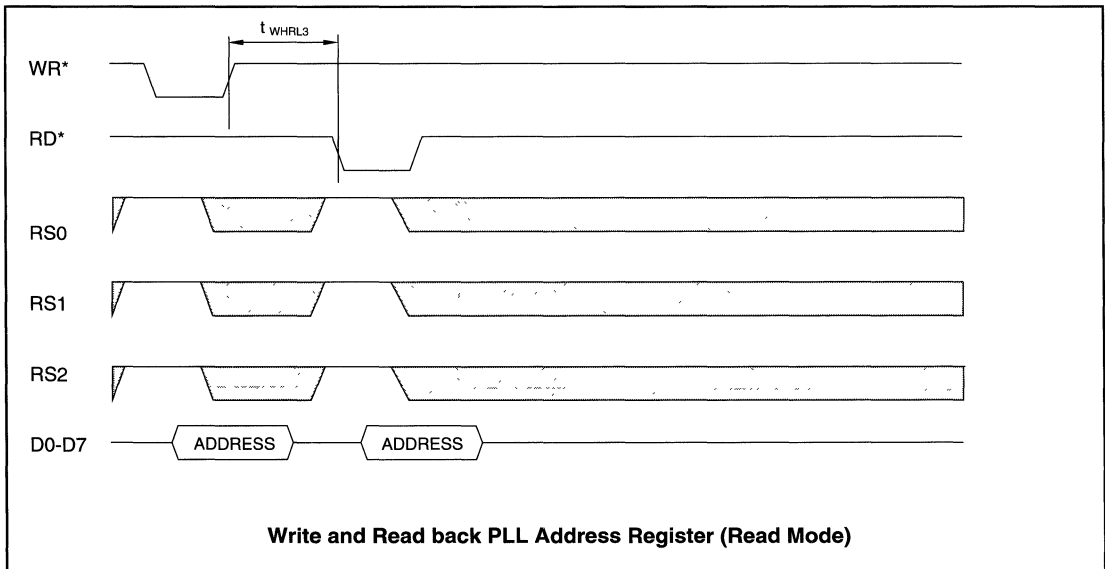 t WHRL3
WR*
RD*
RS0
RS1
RS2
D0-D7 ADDRESS ADDRESS
Write and Read back PLL Address Register (Read Mode)